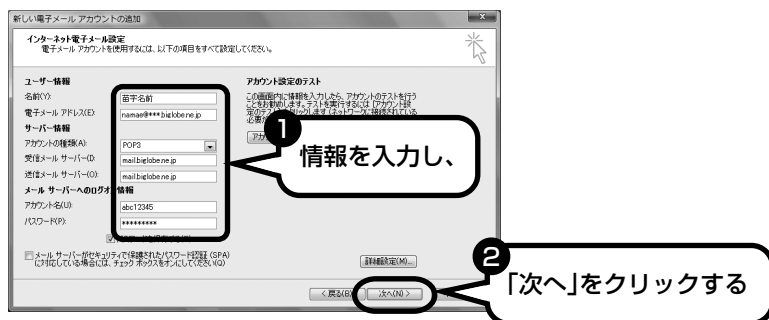 新しい電子メール アカウントの追加
インターネット電子メール設定
電子メール アカウントを使用するには、以下の項目をすべて設定してください。
ユーザー情報
名前(Y):
苗字名前
電子メール アドレス(E):
namae@***.biglobe.ne.jp
サーバー情報
アカウントの種類(A):
POP3
受信メール サーバー(I):
mail.biglobe.ne.jp
送信メール サーバー(O):
mail.biglobe.ne.jp
メール サーバーへのログオ
情報
アカウント名(U):
abc12345
パスワード(P):
*********
メール サーバーがセキュリティで保護されたパスワード認証 (SPA)
に対応している場合には、チェック ボックスをオンにしてください(Q)
アカウント設定のテスト
この画面内に情報を入力したら、アカウントのテストを行う
ことをお勧めします。テストを実行するには [アカウント設
1
情報を入力し、
詳細設定(M)...
< 戻る(B)
次へ(N) >
2
「次へ」をクリックする